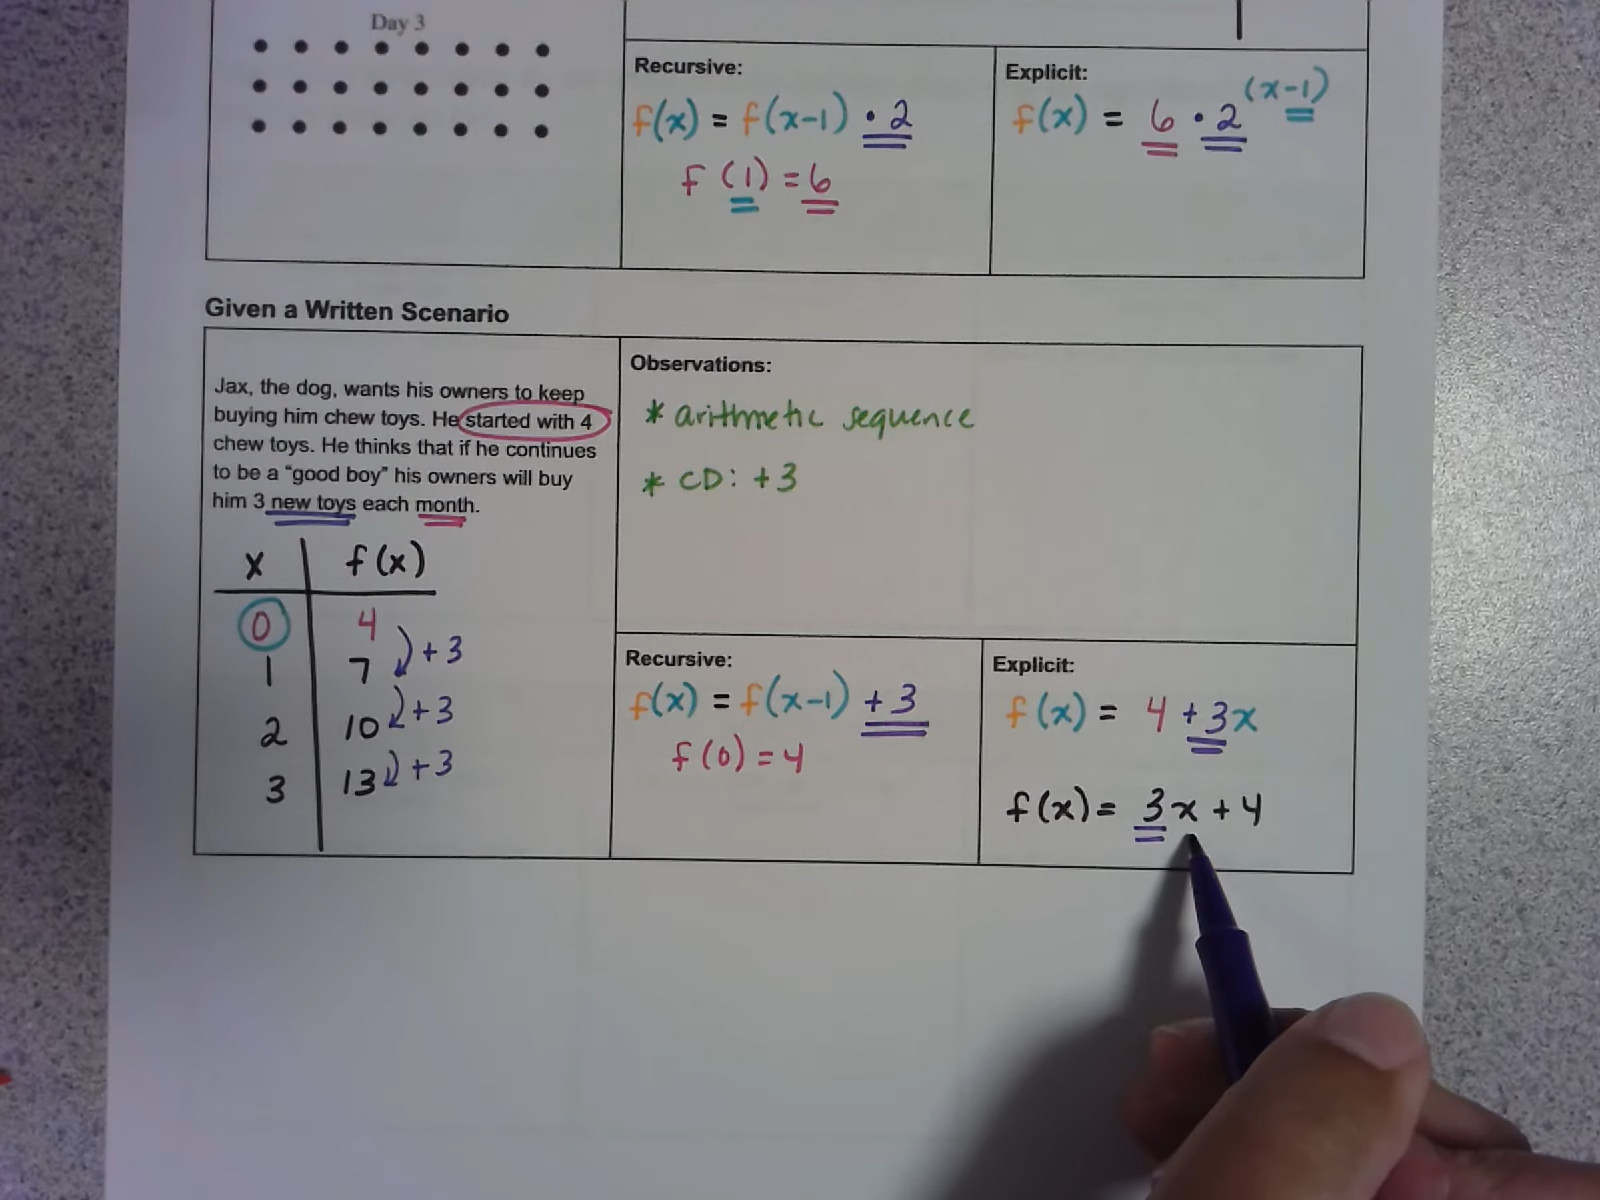 Day 3
Recursive:
f(x) = f(x-1) · 2
f(1) = 6
Explicit:
f(x) = 6 · 2^(x-1)
Given a Written Scenario
Jax, the dog, wants his owners to keep
buying him chew toys. He started with 4
chew toys. He thinks that if he continues
to be a “good boy” his owners will buy
him 3 new toys each month.
x f(x)
0 4
+3
1 7
+3
2 10
+3
3 13
Observations:
* arithmetic sequence
* CD: +3
Recursive:
f(x) = f(x-1) +3
f(0) = 4
Explicit:
f(x) = 4 +3x
f(x) = 3x + 4